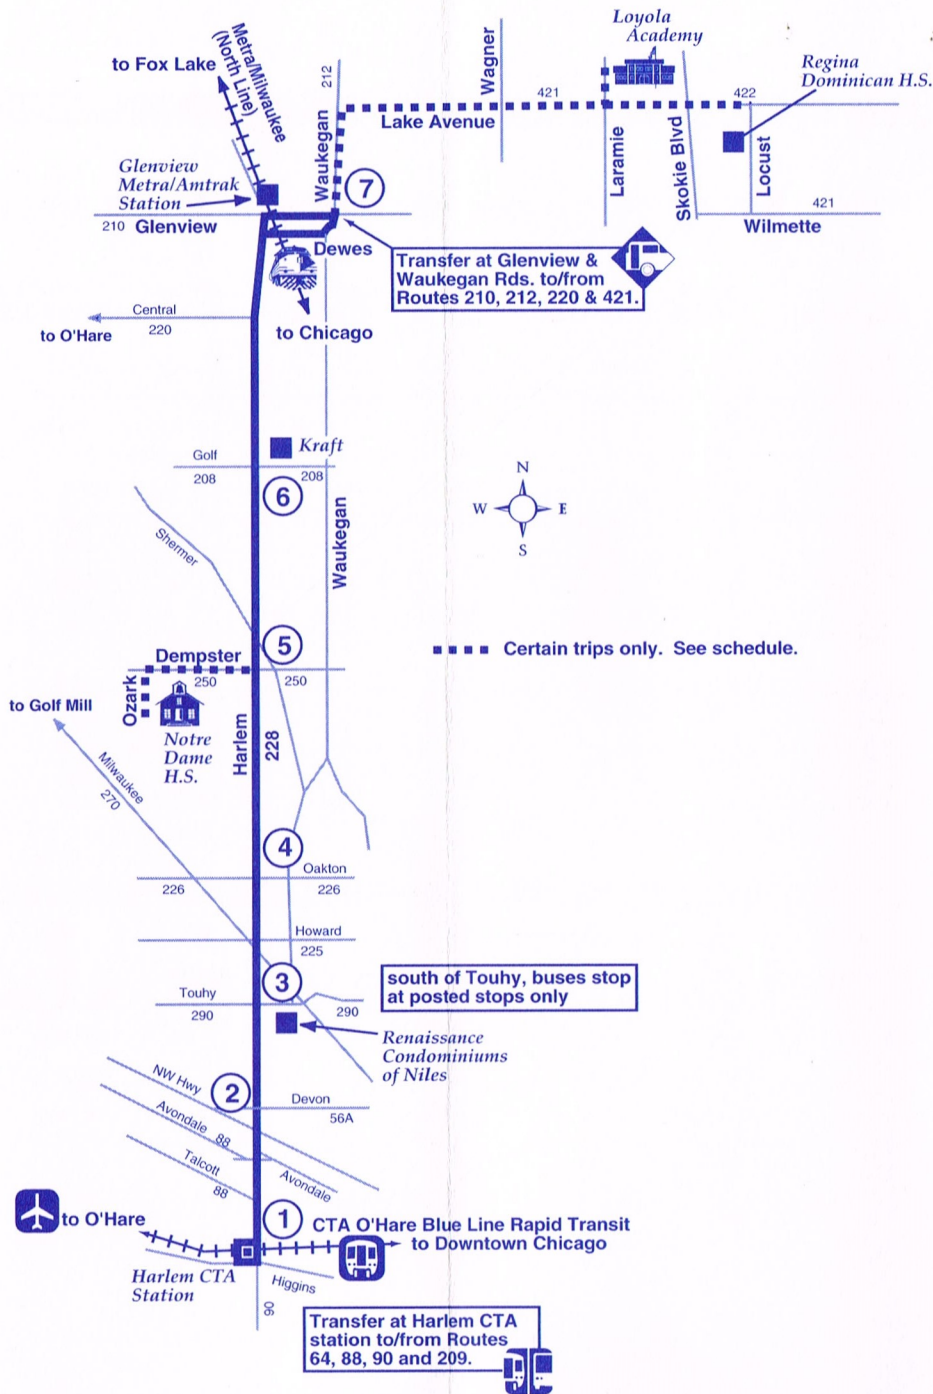 Loyola
Academy
Regina
Dominican H.S.
to Fox Lake
Metra/Milwaukee
(North Line)
212
Wagner
421
422
Lake Avenue
Waukegan
Laramie
Skokie Blvd
Locust
Glenview
Metra/Amtrak
Station
7
210 Glenview
421
Wilmette
Dewes
Transfer at Glenview &
Waukegan Rds. to/from
Routes 210, 212, 220 & 421.
Central
220
to O'Hare
to Chicago
Kraft
Golf
208
208
6
N
W E
S
Shermer
Waukegan
5
Certain trips only. See schedule.
Dempster
250
250
Ozark
to Golf Mill
Notre
Dame
H.S.
Harlem
228
Milwaukee
270
4
Oakton
226
226
Howard
225
3
south of Touhy, buses stop
at posted stops only
Touhy
290
290
Renaissance
Condominiums
of Niles
NW Hwy
2
Devon
56A
Avondale
88
Talcott
88
Avondale
1
to O'Hare
CTA O'Hare Blue Line Rapid Transit
to Downtown Chicago
Harlem CTA
Station
Higgins
90
Transfer at Harlem CTA
station to/from Routes
64, 88, 90 and 209.